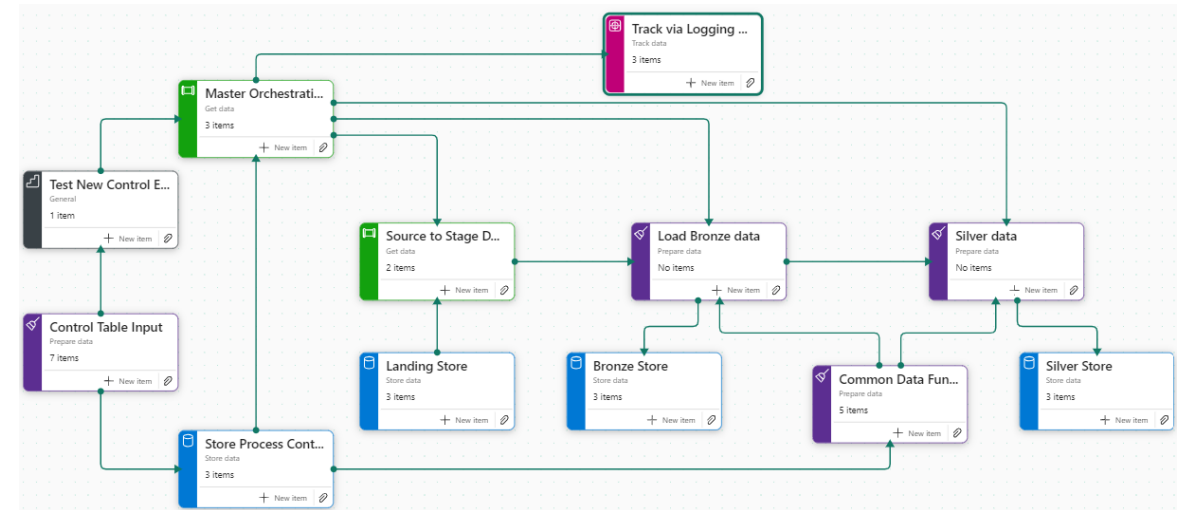 Track via Logging ...
Track data
3 items
New item
Master Orchestrati...
Get data
3 items
New item
Test New Control E...
General
1 item
New item
Source to Stage D...
Get data
2 items
New item
Load Bronze data
Prepare data
No items
New item
Silver data
Prepare data
No items
New item
Control Table Input
Prepare data
7 items
New item
Landing Store
Store data
3 items
New item
Bronze Store
Store data
3 items
New item
Common Data Fun...
Prepare data
5 items
New item
Silver Store
Store data
3 items
New item
Store Process Cont...
Store data
3 items
New item